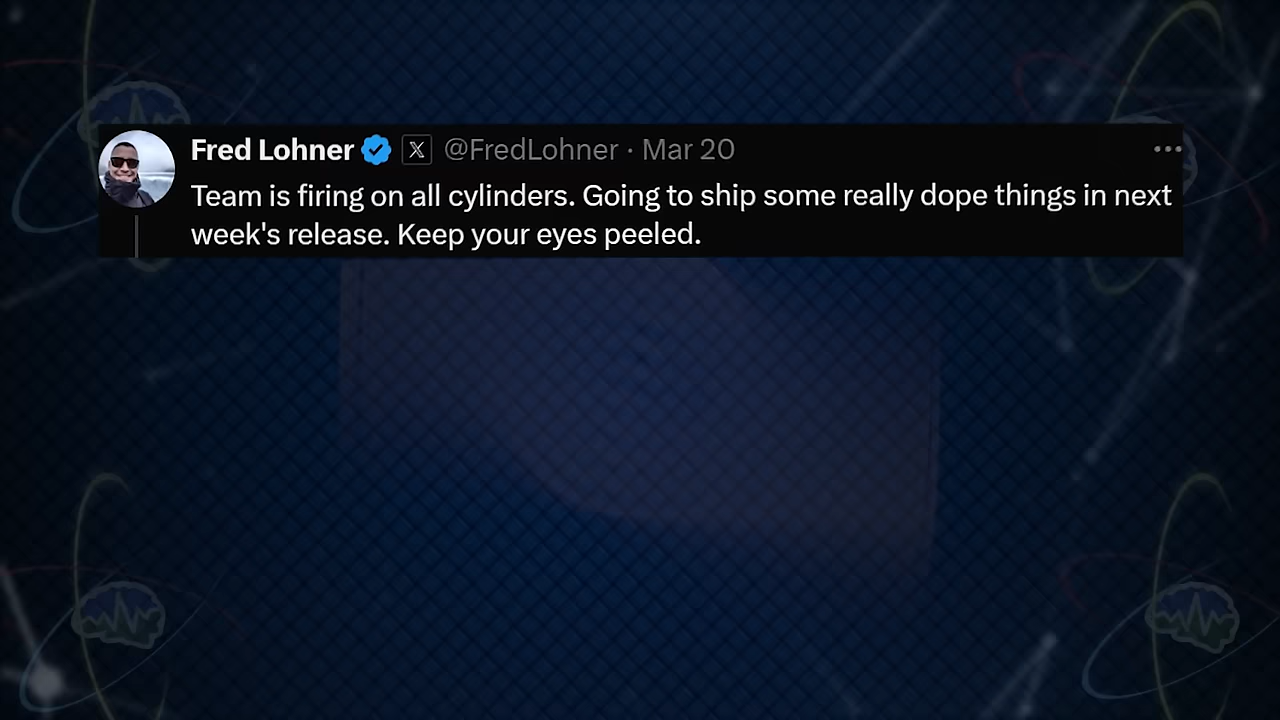 Fred Lohner X @FredLohner · Mar 20
Team is firing on all cylinders. Going to ship some really dope things in next
week's release. Keep your eyes peeled.